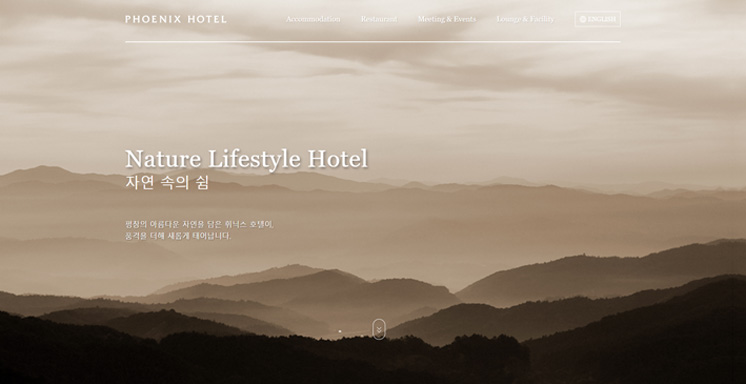 PHOENIX HOTEL
Accommodation Restaurant Meeting & Events Lounge & Facility ENGLISH
Nature Lifestyle Hotel
자연 속의 쉼
평창의 아름다운 자연을 담은 휘닉스 호텔이,
품격을 더해 새롭게 태어납니다.